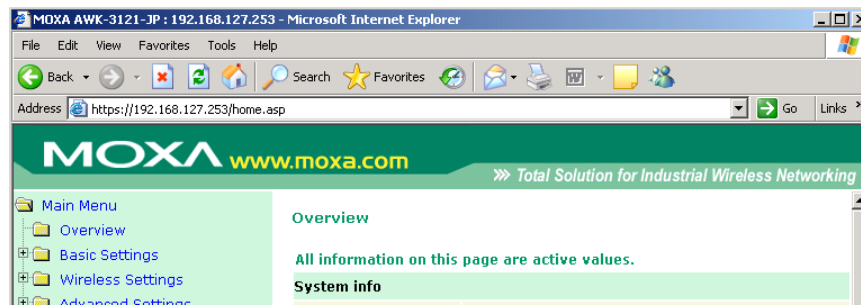 MOXA AWK-3121-JP : 192.168.127.253 - Microsoft Internet Explorer
File Edit View Favorites Tools Help
Back Search Favorites
Address https://192.168.127.253/home.asp Go Links »
MOXA www.moxa.com
Total Solution for Industrial Wireless Networking
Main Menu
Overview
Basic Settings
Wireless Settings
Advanced Settings
Overview
All information on this page are active values.
System info